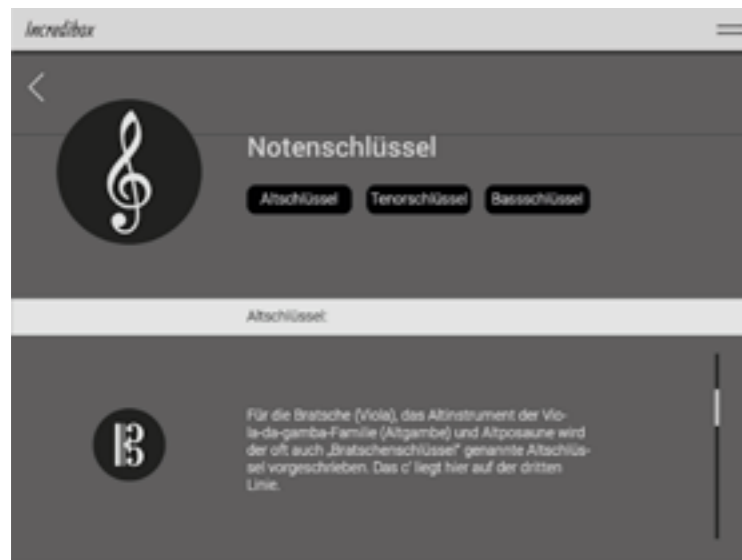 Incredibox
Notenschlüssel
Altschlüssel Tenorschlüssel Bassschlüssel
Altschlüssel:
Für die Bratsche (Viola), das Altinstrument der Vio-
la-da-gamba-Familie (Altgambe) und Altposaune wird
der oft auch „Bratschenschlüssel“ genannte Altschlüs-
sel vorgeschrieben. Das c' liegt hier auf der dritten
Linie.